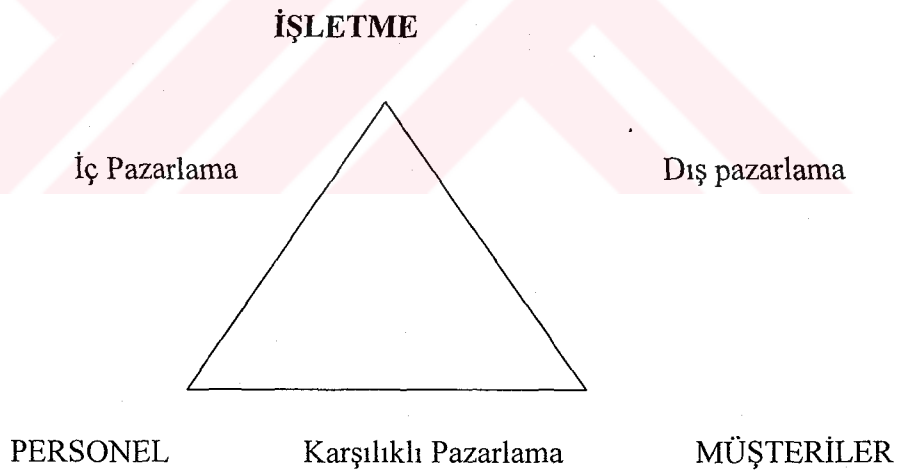 İŞLETME
İç Pazarlama
Dış pazarlama
PERSONEL
Karşılıklı Pazarlama
MÜŞTERİLER